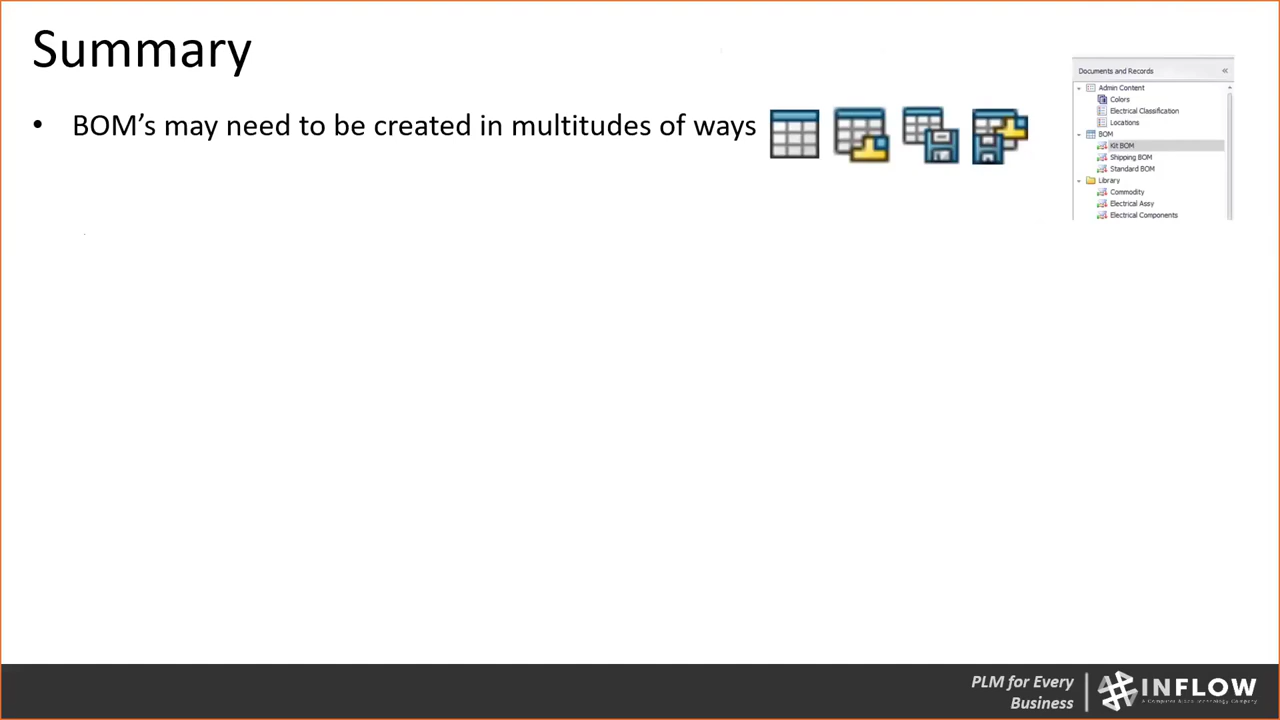 Summary
• BOM’s may need to be created in multitudes of ways
Documents and Records
Admin Content
Colors
Electrical Classification
Locations
BOM
Kit BOM
Shipping BOM
Standard BOM
Library
Commodity
Electrical Assy
Electrical Components
PLM for Every
Business
INFLOW